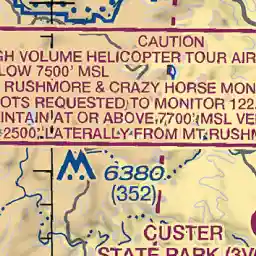 CAUTION
GH VOLUME HELICOPTER TOUR AIR
LOW 7500' MSL
RUSHMORE & CRAZY HORSE MON
OTS REQUESTED TO MONITOR 122.
INTAIN AT OR ABOVE 7,700' MSL VE
2500' LATERALLY FROM MT RUSHM
6380
(352)
CUSTER
STATE PARK (3V